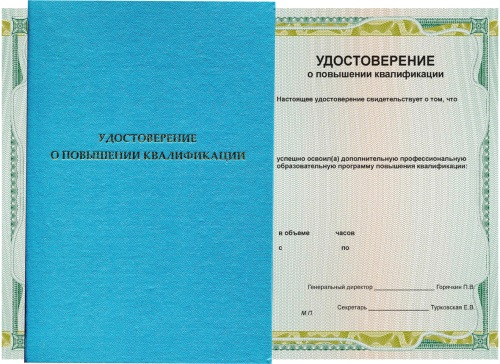 УДОСТОВЕРЕНИЕ
О ПОВЫШЕНИИ КВАЛИФИКАЦИИ
УДОСТОВЕРЕНИЕ
о повышении квалификации
Настоящее удостоверение свидетельствует о том, что
успешно освоил(а) дополнительную профессиональную
образовательную программу повышения квалификации:
в объеме часов
с по
Генеральный директор Горячкин П.В.
Секретарь Турковская Е.В.
М.П.